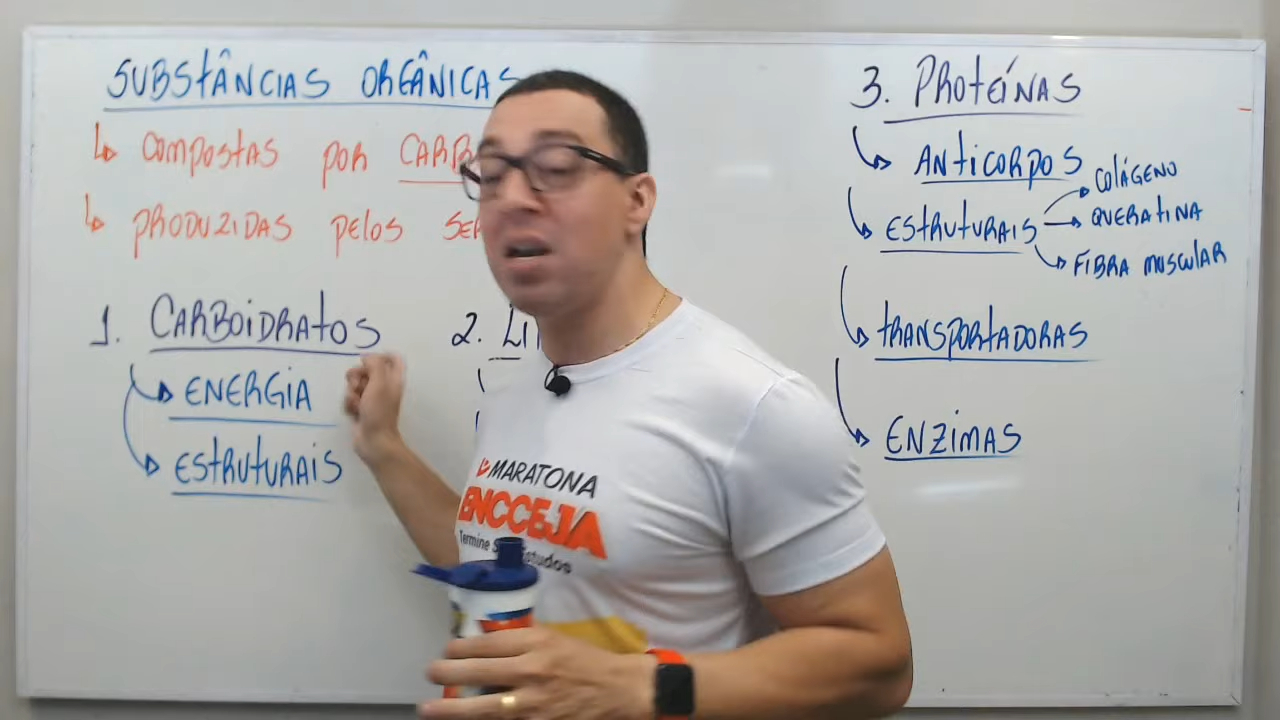 SUBSTÂNCIAS ORGÂNICAS
↳ COMPOSTAS POR
↳ PRODUZIDAS PELOS
1. CARBOIDRATOS
ENERGIA
ESTRUTURAIS
2.
3. PROTEÍNAS
ANTICORPOS
ESTRUTURAIS
COLÁGENO
QUERATINA
FIBRA MUSCULAR
TRANSPORTADORAS
ENZIMAS
MARATONA
ENCCEJA
Termine